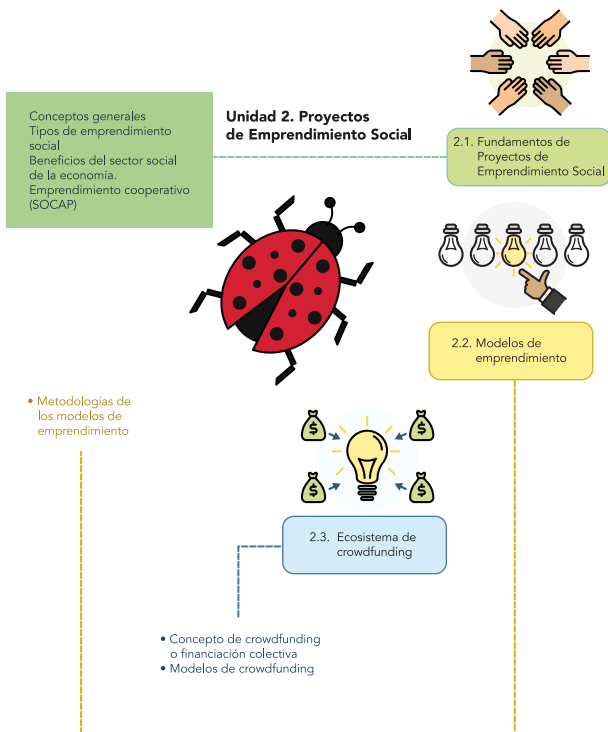 Unidad 2. Proyectos
de Emprendimiento Social
Conceptos generales
Tipos de emprendimiento
social
Beneficios del sector social
de la economía.
Emprendimiento cooperativo
(SOCAP)
2.1. Fundamentos de
Proyectos de
Emprendimiento Social
2.2. Modelos de
emprendimiento
• Metodologías de
los modelos de
emprendimiento
$
$
$
$
2.3. Ecosistema de
crowdfunding
• Concepto de crowdfunding
o financiación colectiva
• Modelos de crowdfunding